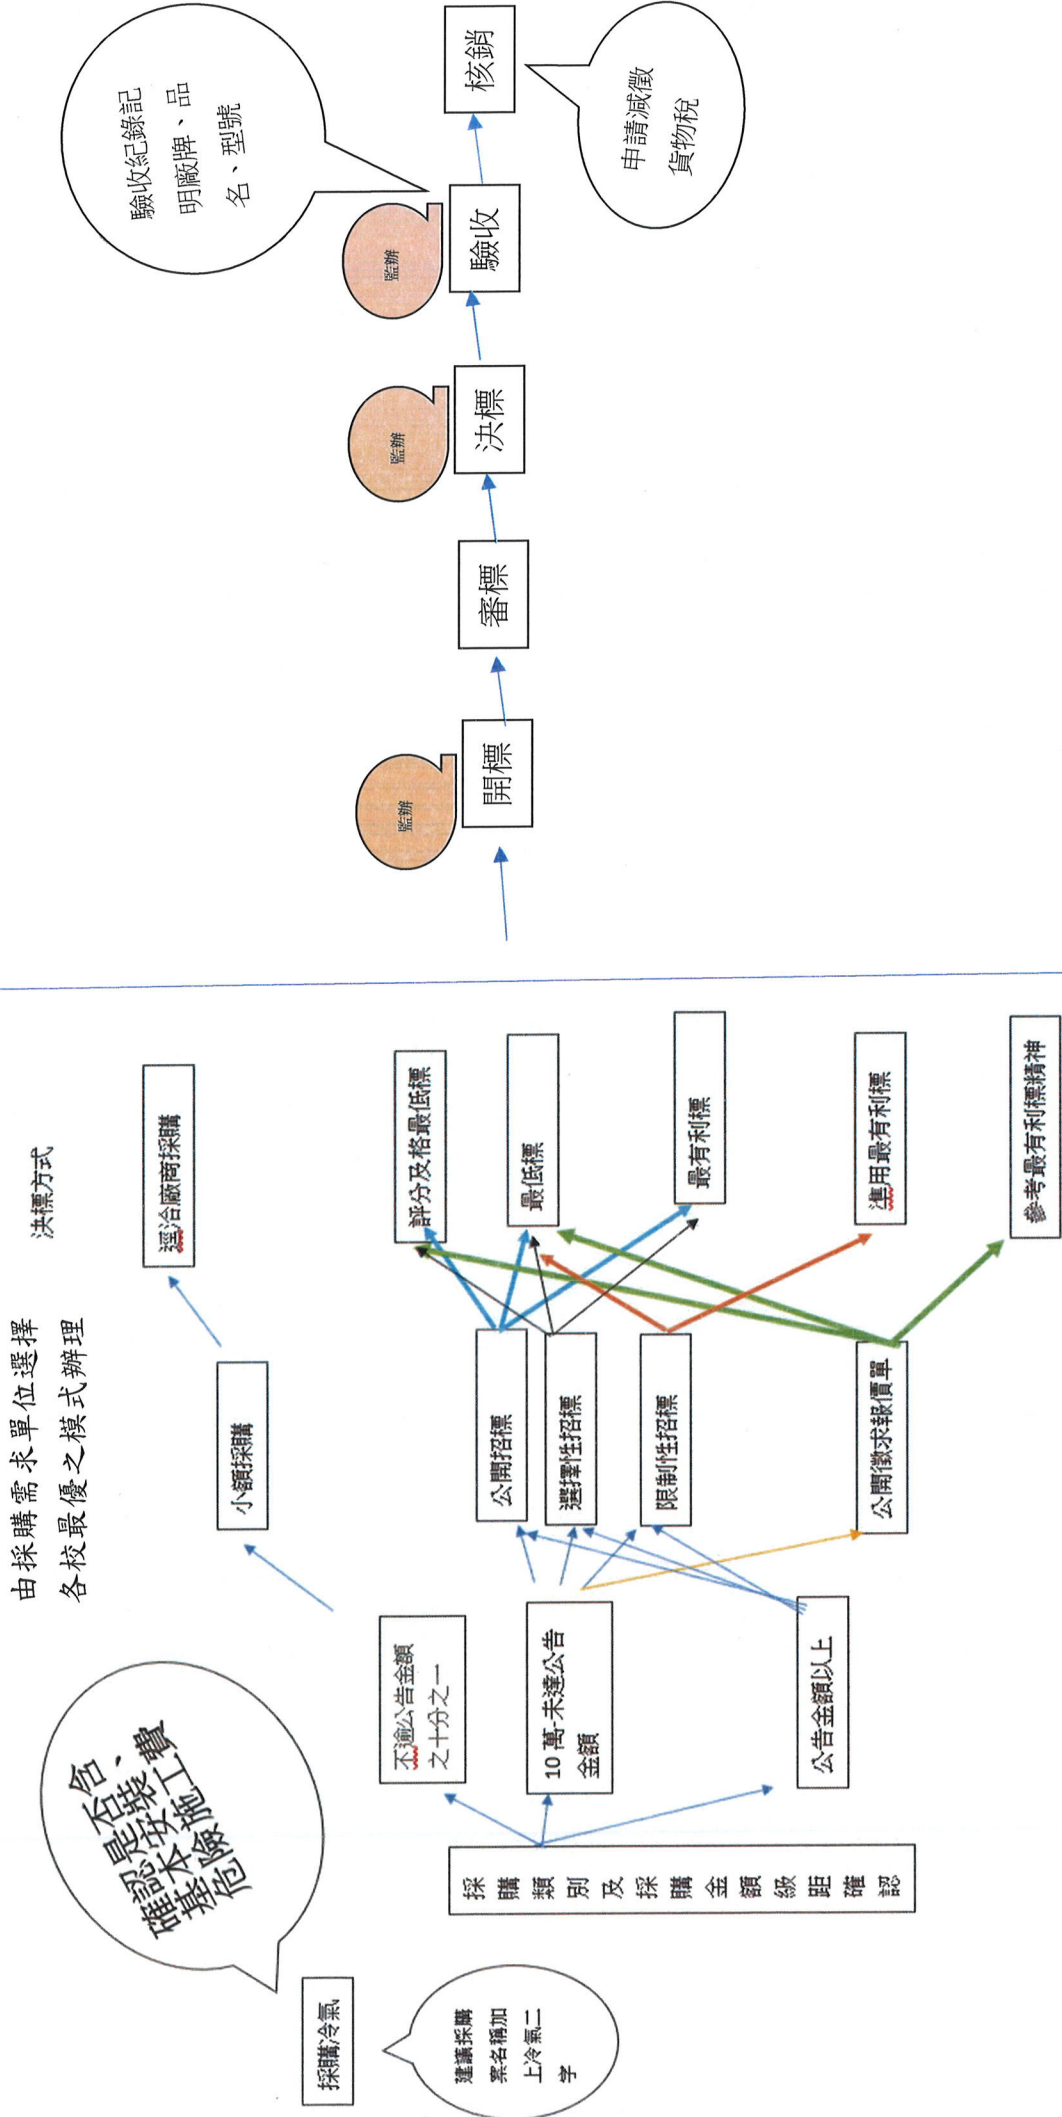 由採購需求單位選擇
各校最優之模式辦理
決標方式
確認是否含
基本安裝、
危險施工費
採購冷氣
建議採購
案名稱加
上冷氣二
字
採購類別及採購金額級距確認
不逾公告金額
之十分之一
10 萬-未達公告
金額
公告金額以上
小額採購
公開招標
選擇性招標
限制性招標
公開徵求報價單
逕洽廠商採購
評分及格最低標
最低標
最有利標
準用最有利標
參考最有利標精神
監辦
開標
審標
監辦
決標
監辦
驗收
驗收紀錄記
明廠牌、品
名、型號
核銷
申請減徵
貨物稅